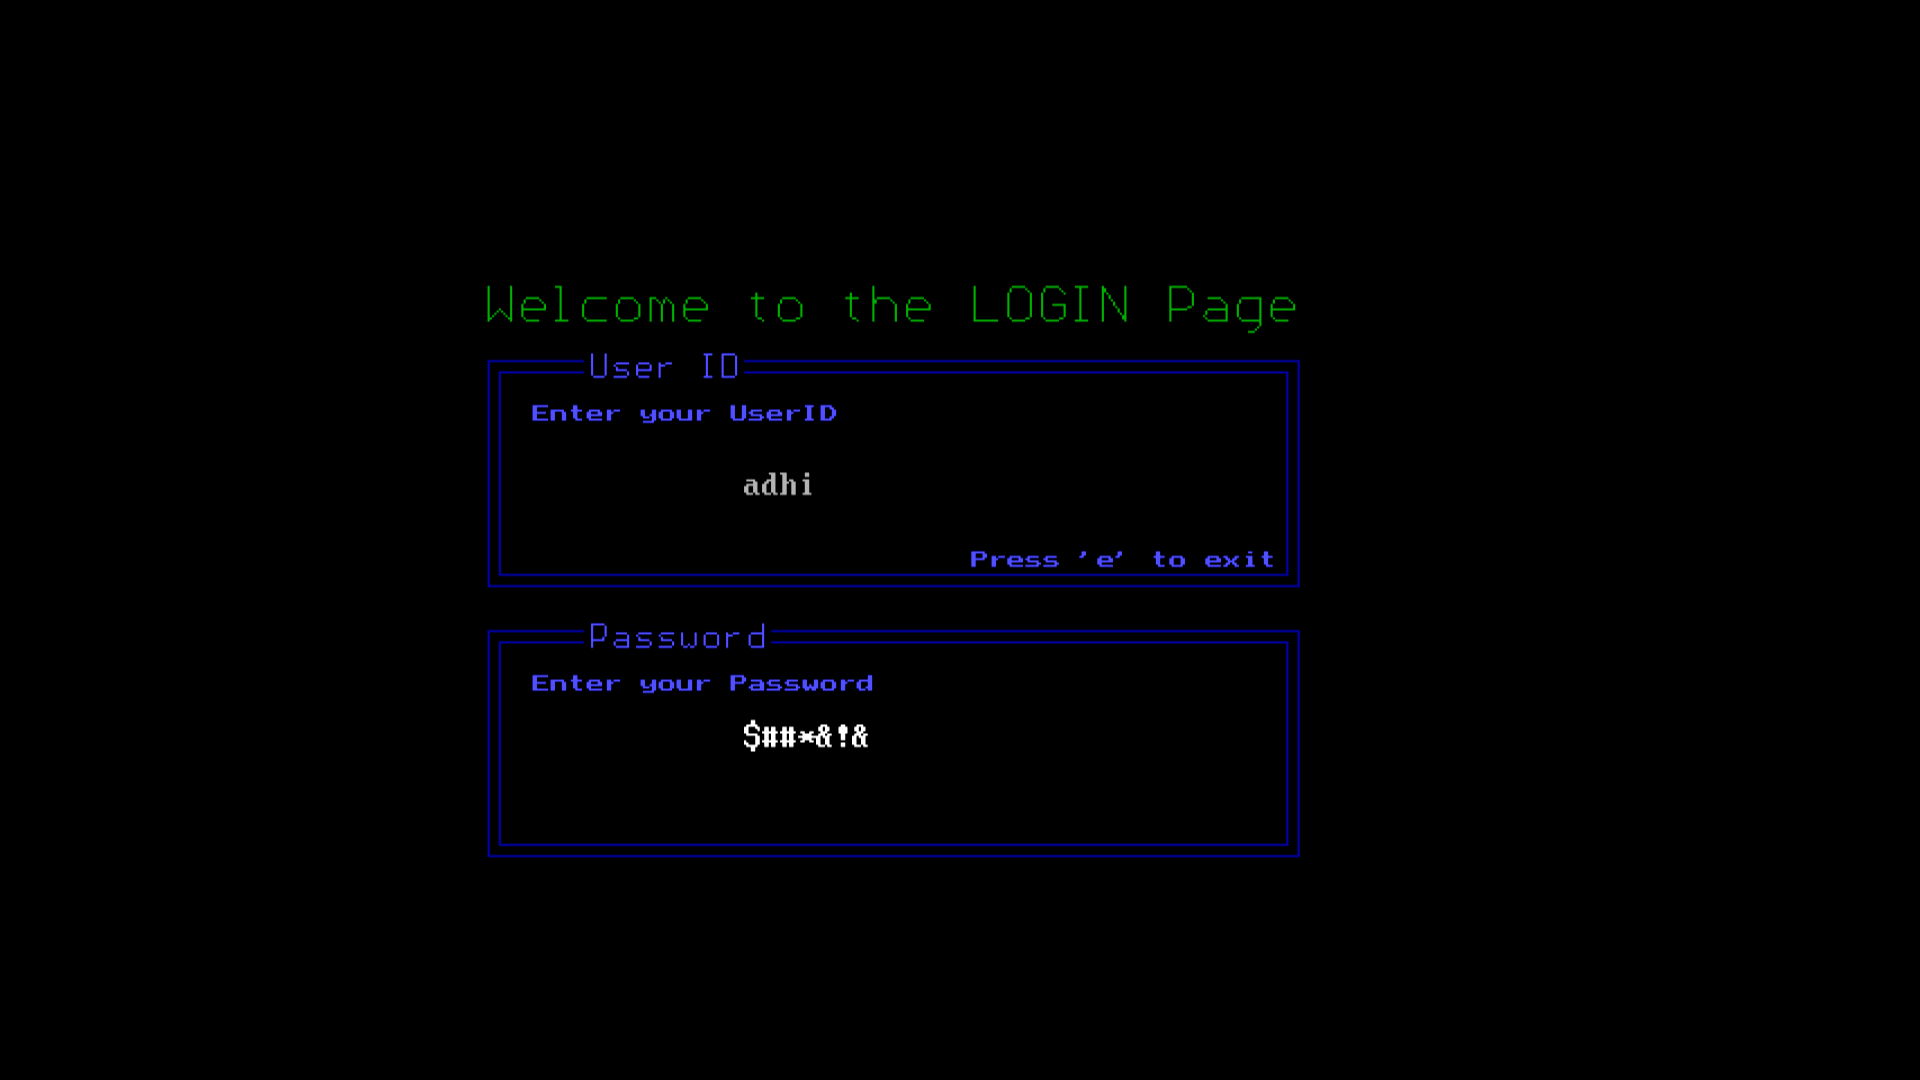 Welcome to the LOGIN Page
User ID
Enter your UserID
adhi
Press 'e' to exit
Password
Enter your Password
$##*&!&